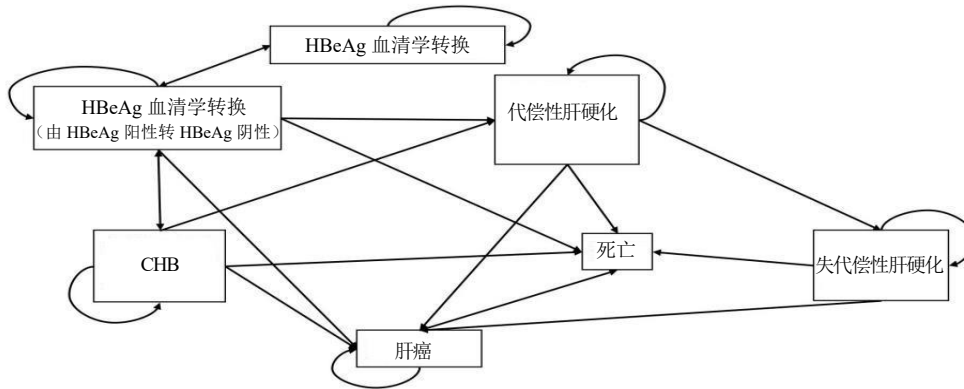 HBeAg 血清学转换
HBeAg 血清学转换
（由 HBeAg 阳性转 HBeAg 阴性）
代偿性肝硬化
CHB
死亡
失代偿性肝硬化
肝癌